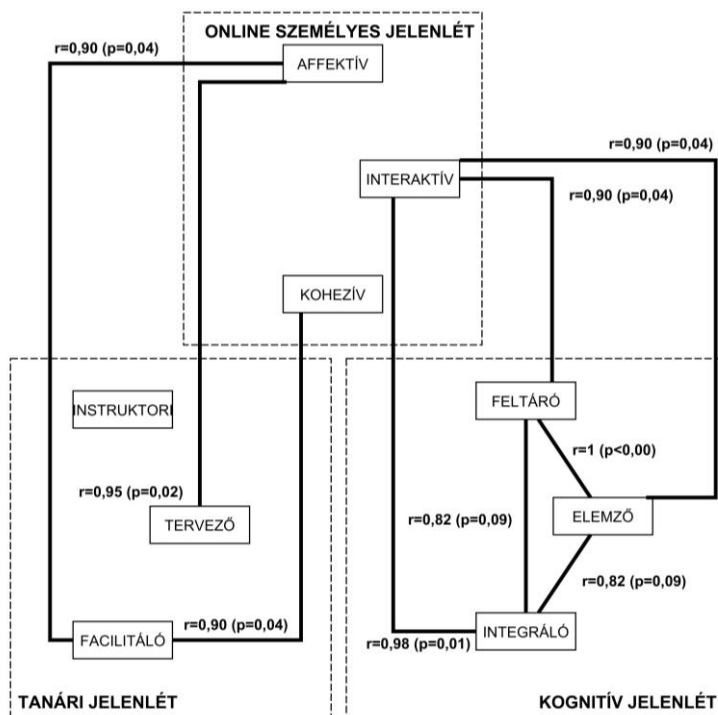 ONLINE SZEMÉLYES JELENLÉT
r=0,90 (p=0,04)
AFFEKTÍV
r=0,90 (p=0,04)
INTERAKTÍV
r=0,90 (p=0,04)
KOHEZÍV
INSTRUKTORI
FELTÁRÓ
r=1 (p<0,00)
r=0,95 (p=0,02)
TERVEZŐ
r=0,82 (p=0,09)
ELEMZŐ
r=0,82 (p=0,09)
r=0,90 (p=0,04)
FACILITÁLÓ
INTEGRÁLÓ
r=0,98 (p=0,01)
TANÁRI JELENLÉT
KOGNITÍV JELENLÉT